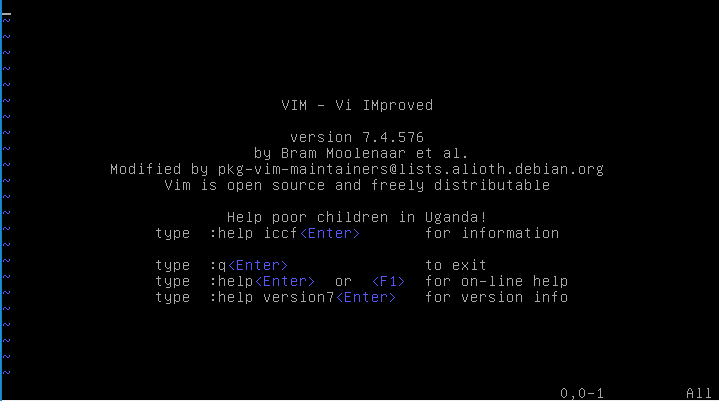 ~
~
~
~
~
~
VIM - Vi IMproved
~
~
version 7.4.576
~
by Bram Moolenaar et al.
~
Modified by pkg-vim-maintainers@lists.alioth.debian.org
~
Vim is open source and freely distributable
~
~
Help poor children in Uganda!
~
type :help iccf<Enter> for information
~
~
type :q<Enter> to exit
~
type :help<Enter> or <F1> for on-line help
~
type :help version7<Enter> for version info
~
~
~
~
~
0,0-1 All